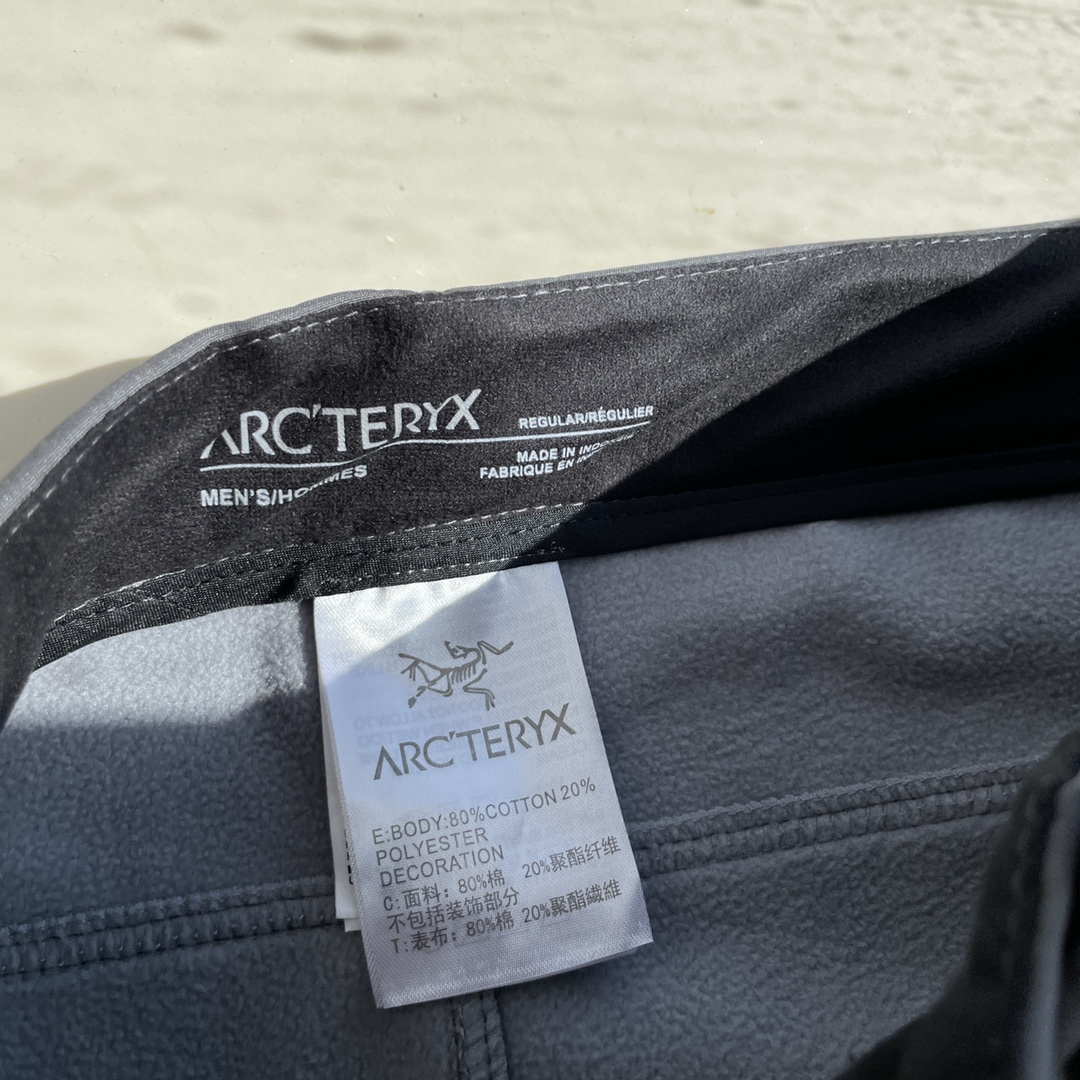 ARC'TERYX
MEN'S/HOMMES
REGULAR/RÉGULIER
MADE IN
FABRIQUE EN
ARC'TERYX
E:BODY:80%COTTON 20%
POLYESTER
DECORATION
C:面料: 80%棉 20%聚酯纤维
不包括装饰部分
T:表布: 80%棉 20%聚酯纖維